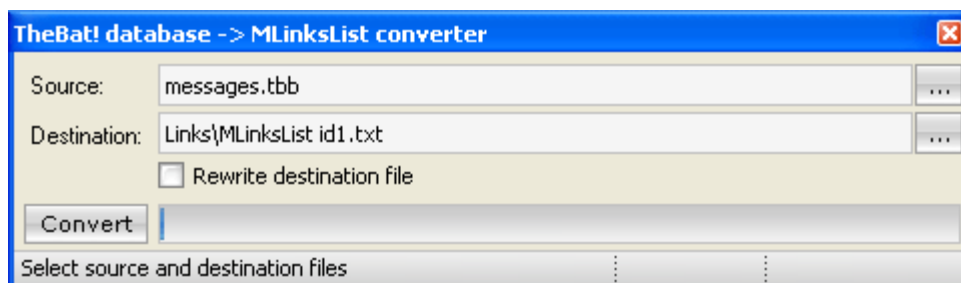 TheBat! database -> MLinksList converter
Source: messages.tbb ...
Destination: Links\MLinksList id1.txt ...
Rewrite destination file
Convert
Select source and destination files